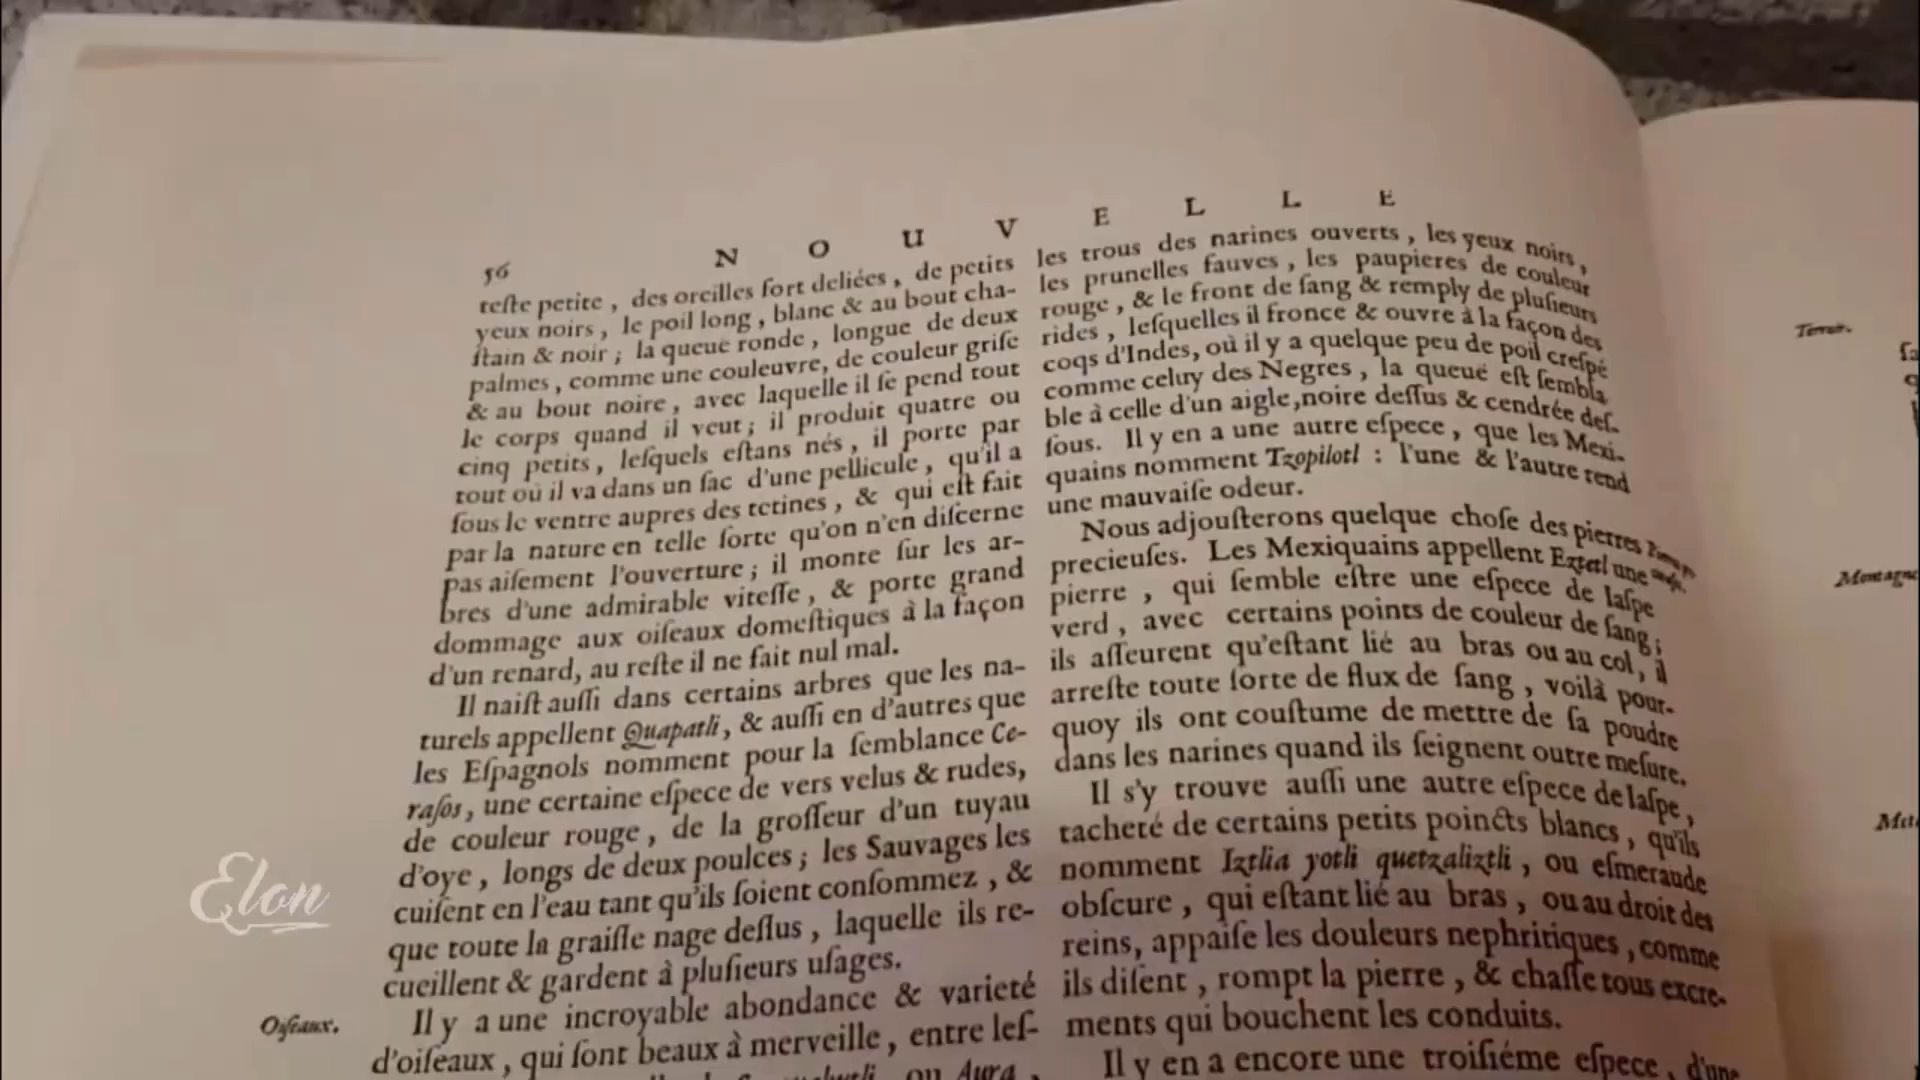 56
NOUVELLE
teſte petite, des oreilles fort deliées, de petits
yeux noirs, le poil long, blanc & au bout cha-
ſtain & noir; la queue ronde, longue de deux
palmes, comme une couleuvre, de couleur griſe
& au bout noire, avec laquelle il ſe pend tout
le corps quand il veut; il produit quatre ou
cinq petits, leſquels eſtans nés, il porte par
tout où il va dans un ſac d'une pellicule, qu'il a
ſous le ventre aupres des tetines, & qui eſt fait
par la nature en telle ſorte qu'on n'en diſcerne
pas aiſement l'ouverture; il monte ſur les ar-
bres d'une admirable viteſſe, & porte grand
dommage aux oiſeaux domeſtiques à la façon
d'un renard, au reſte il ne fait nul mal.
Il naiſt auſſi dans certains arbres que les na-
turels appellent Quapatli, & auſſi en d'autres que
les Eſpagnols nomment pour la ſemblance Ce-
raſos, une certaine eſpece de vers velus & rudes,
de couleur rouge, de la groſſeur d'un tuyau
d'oye, longs de deux poulces; les Sauvages les
cuiſent en l'eau tant qu'ils ſoient conſommez, &
que toute la graiſſe nage deſſus, laquelle ils re-
cueillent & gardent à pluſieurs uſages.
Oiſeaux.
Il y a une incroyable abondance & varieté
d'oiſeaux, qui ſont beaux à merveille, entre leſ-
ou Aura,
les trous des narines ouverts, les yeux noirs,
les prunelles fauves, les paupieres de couleur
rouge, & le front de ſang & remply de pluſieurs
rides, leſquelles il fronce & ouvre à la façon des
coqs d'Indes, où il y a quelque peu de poil creſpé
comme celuy des Negres, la queuë eſt ſembla
ble à celle d'un aigle, noire deſſus & cendrée deſ-
ſous. Il y en a une autre eſpece, que les Mexi-
quains nomment Tzopilotl : l'une & l'autre rend
une mauvaiſe odeur.
Nous adjouſterons quelque choſe des pierres
precieuſes. Les Mexiquains appellent Eztetl une
pierre, qui ſemble eſtre une eſpece de Iaſpe
verd, avec certains points de couleur de ſang;
ils aſſeurent qu'eſtant lié au bras ou au col, il
arreſte toute ſorte de flux de ſang, voilà pour-
quoy ils ont couſtume de mettre de ſa poudre
dans les narines quand ils ſeignent outre meſure.
Il s'y trouve auſſi une autre eſpece de Iaſpe,
tacheté de certains petits poincts blancs, qu'ils
nomment Iztlia yotli quetzaliztli, ou eſmeraude
obſcure, qui eſtant lié au bras, ou au droit des
reins, appaiſe les douleurs nephritiques, comme
ils diſent, rompt la pierre, & chaſſe tous excre-
ments qui bouchent les conduits.
Il y en a encore une troiſiéme eſpece, d'une
Terroir.
Montagne
Elon